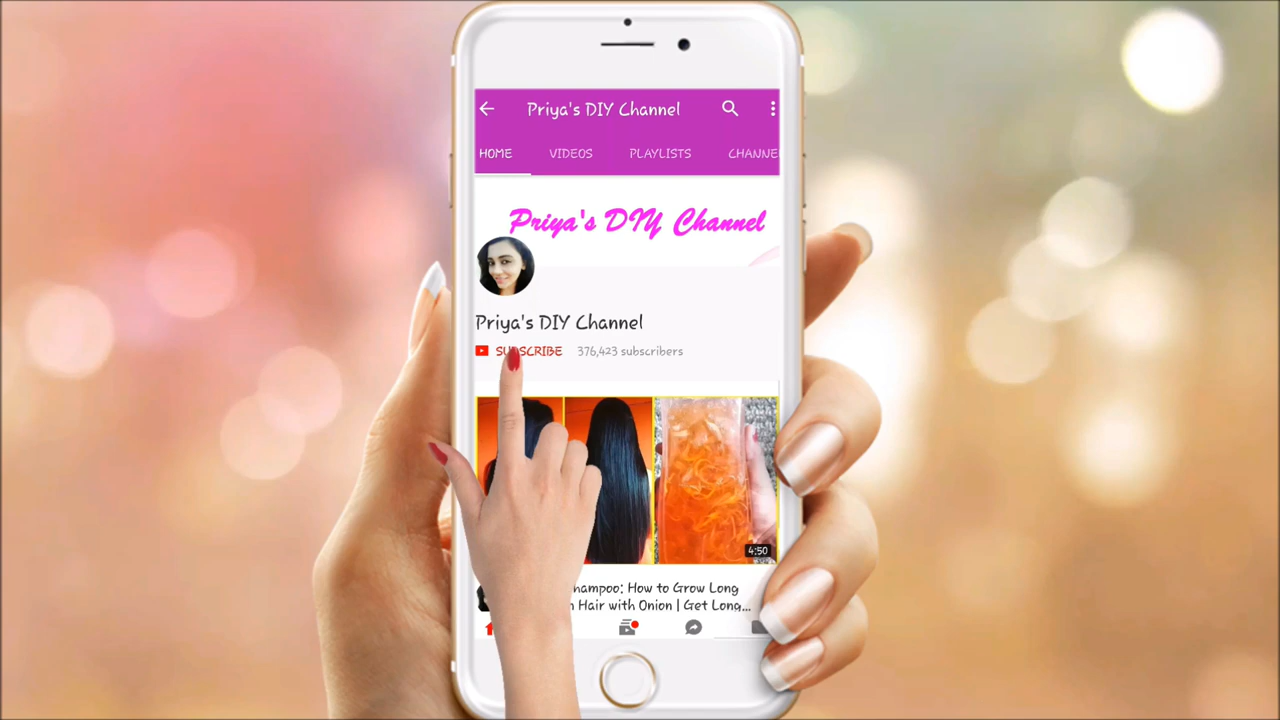 Priya's DIY Channel
HOME VIDEOS PLAYLISTS CHANNE
Priya's DIY Channel
Priya's DIY Channel
SUBSCRIBE 376,423 subscribers
4:50
hampoo: How to Grow Long
Hair with Onion | Get Long...